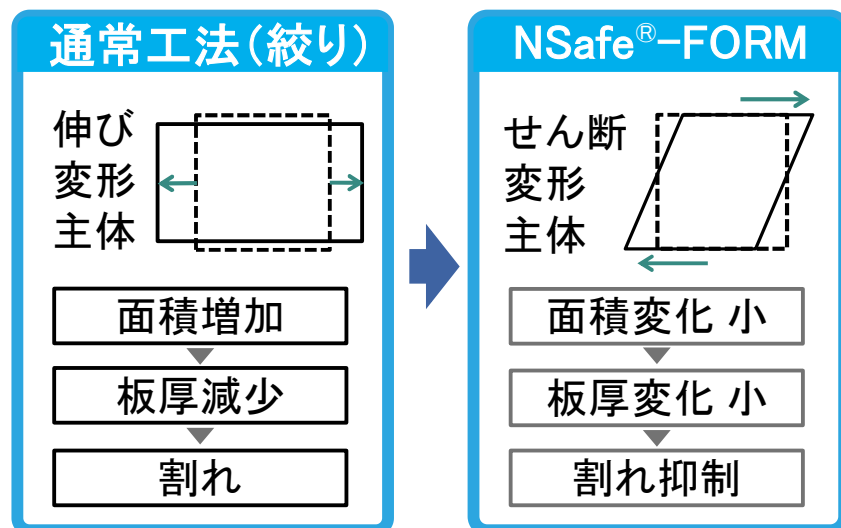 通常工法（絞り）
伸び
変形
主体
面積増加
板厚減少
割れ
NSafe®-FORM
せん断
変形
主体
面積変化 小
板厚変化 小
割れ抑制